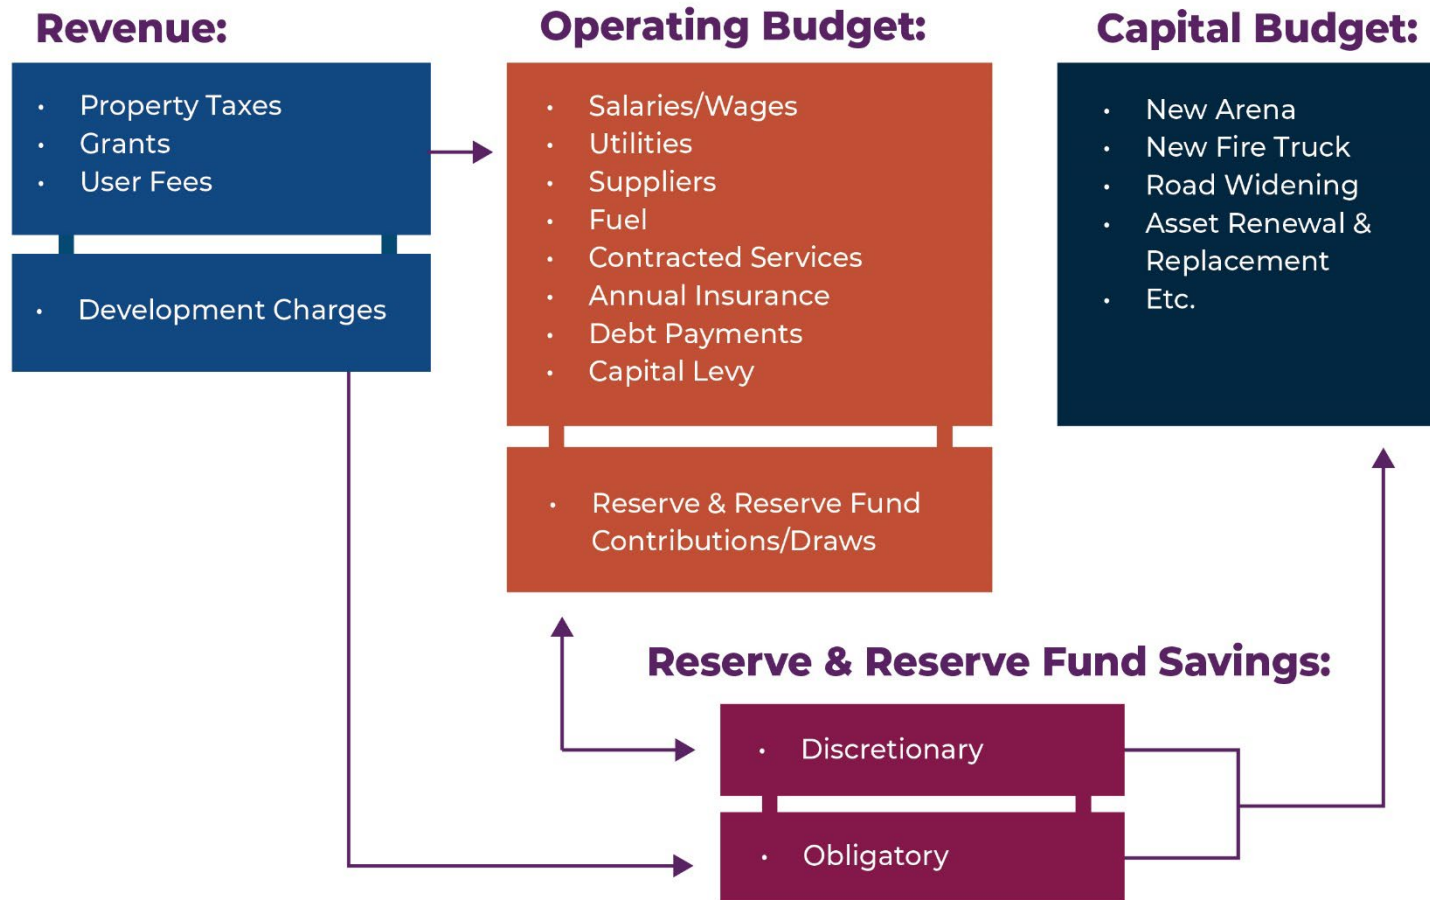 Revenue:
• Property Taxes
• Grants
• User Fees
• Development Charges
Operating Budget:
• Salaries/Wages
• Utilities
• Suppliers
• Fuel
• Contracted Services
• Annual Insurance
• Debt Payments
• Capital Levy
• Reserve & Reserve Fund
Contributions/Draws
Capital Budget:
• New Arena
• New Fire Truck
• Road Widening
• Asset Renewal &
Replacement
• Etc.
Reserve & Reserve Fund Savings:
• Discretionary
• Obligatory